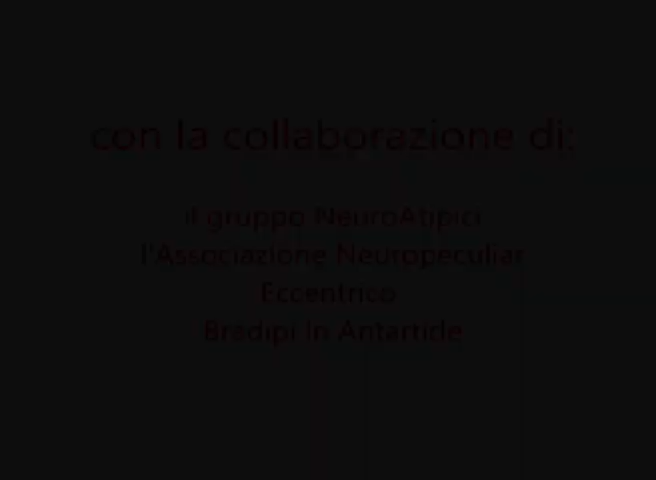 con la collaborazione di:
il gruppo NeuroAtipici
l'Associazione Neuropeculiar
Eccentrico
Bradipi in Antartide